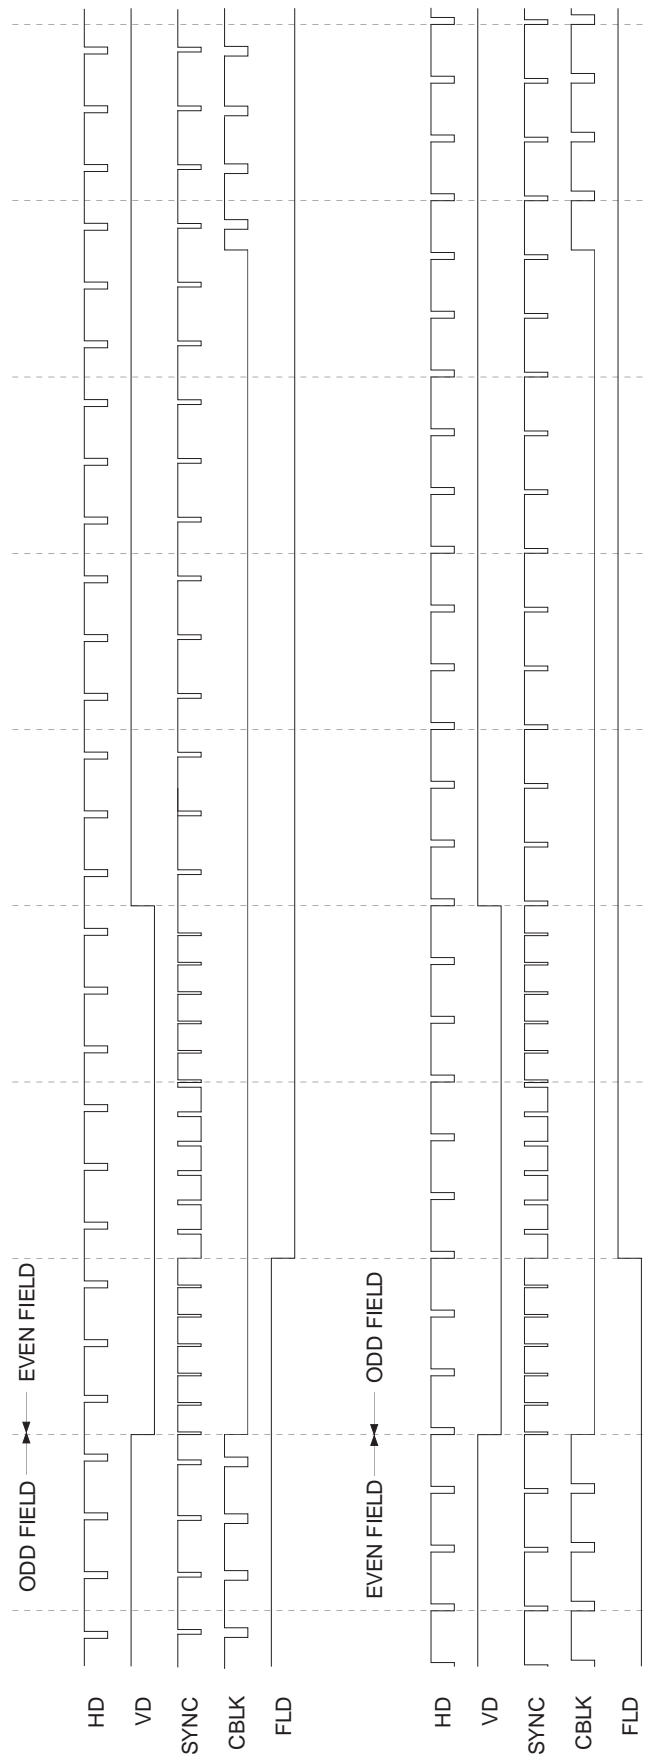 ODD FIELD
EVEN FIELD
HD
VD
SYNC
CBLK
FLD
EVEN FIELD
ODD FIELD
HD
VD
SYNC
CBLK
FLD